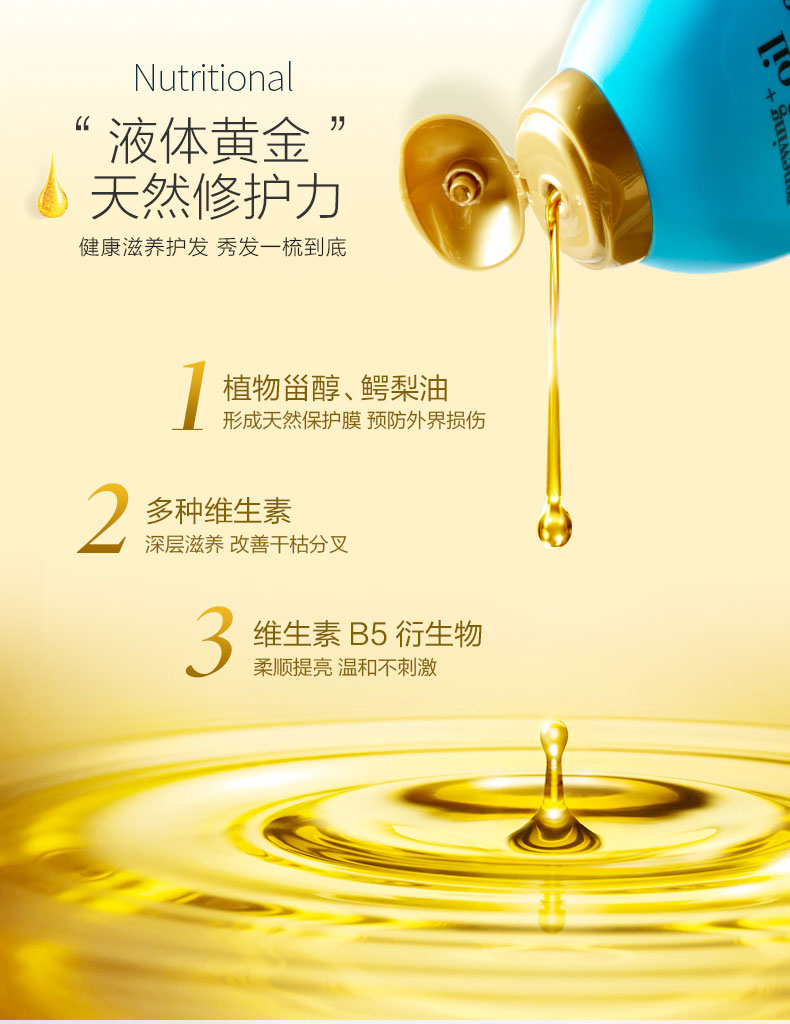 Nutritional
“液体黄金”
天然修护力
健康滋养护发 秀发一梳到底
oil
+
1
植物甾醇、鳄梨油
形成天然保护膜 预防外界损伤
2
多种维生素
深层滋养 改善干枯分叉
3
维生素 B5 衍生物
柔顺提亮 温和不刺激